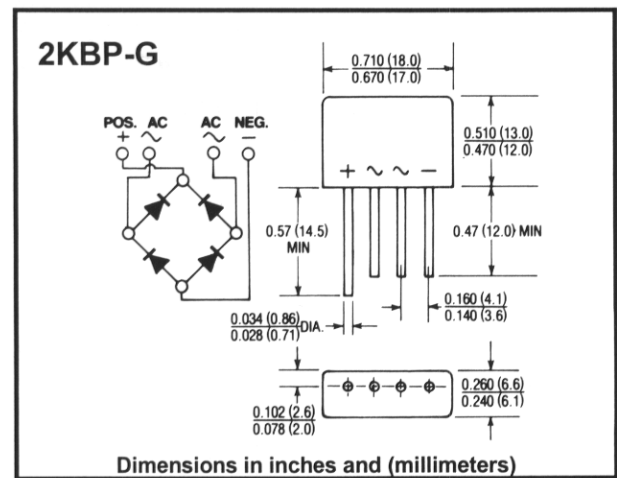 2KBP-G
POS. AC AC NEG.
+ ~ ~ −
0.710 (18.0)
0.670 (17.0)
0.510 (13.0)
0.470 (12.0)
+ ~ ~ −
0.57 (14.5)
MIN
0.47 (12.0) MIN
0.160 (4.1)
0.140 (3.6)
0.034 (0.86)
0.028 (0.71) DIA.
0.102 (2.6)
0.078 (2.0)
0.260 (6.6)
0.240 (6.1)
Dimensions in inches and (millimeters)